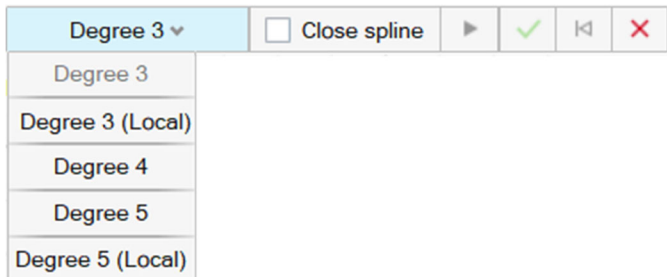 Degree 3 Close spline
Degree 3
Degree 3 (Local)
Degree 4
Degree 5
Degree 5 (Local)